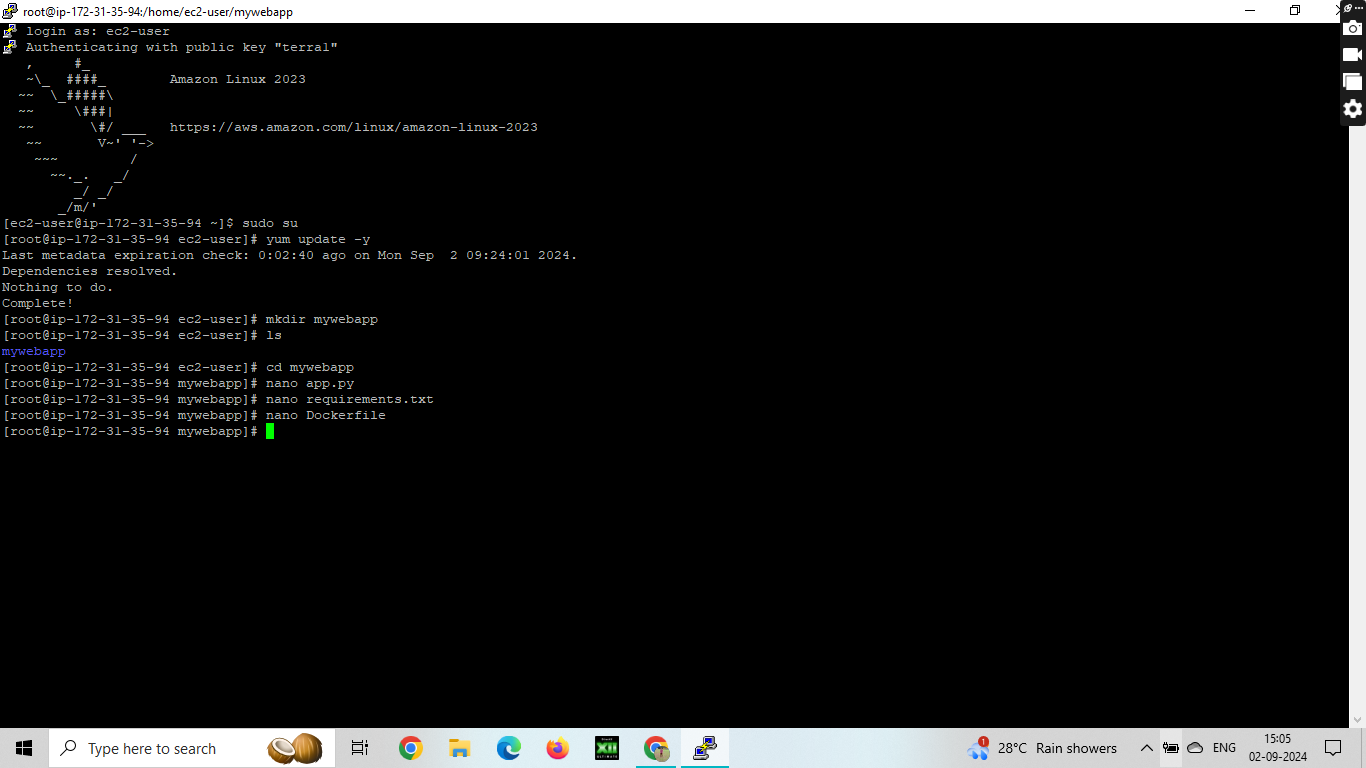 root@ip-172-31-35-94:/home/ec2-user/mywebapp
login as: ec2-user
Authenticating with public key "terra1"
   ,     #_
   ~\_  ####_        Amazon Linux 2023
  ~~  \_#####\
  ~~     \###|
  ~~       \#/ ___   https://aws.amazon.com/linux/amazon-linux-2023
   ~~       V~' '->
    ~~~         /
      ~~._.   _/
         _/ _/
       _/m/'
[ec2-user@ip-172-31-35-94 ~]$ sudo su
[root@ip-172-31-35-94 ec2-user]# yum update -y
Last metadata expiration check: 0:02:40 ago on Mon Sep  2 09:24:01 2024.
Dependencies resolved.
Nothing to do.
Complete!
[root@ip-172-31-35-94 ec2-user]# mkdir mywebapp
[root@ip-172-31-35-94 ec2-user]# ls
mywebapp
[root@ip-172-31-35-94 ec2-user]# cd mywebapp
[root@ip-172-31-35-94 mywebapp]# nano app.py
[root@ip-172-31-35-94 mywebapp]# nano requirements.txt
[root@ip-172-31-35-94 mywebapp]# nano Dockerfile
[root@ip-172-31-35-94 mywebapp]#
Type here to search
XII
1
28°C Rain showers
ENG
15:05
02-09-2024